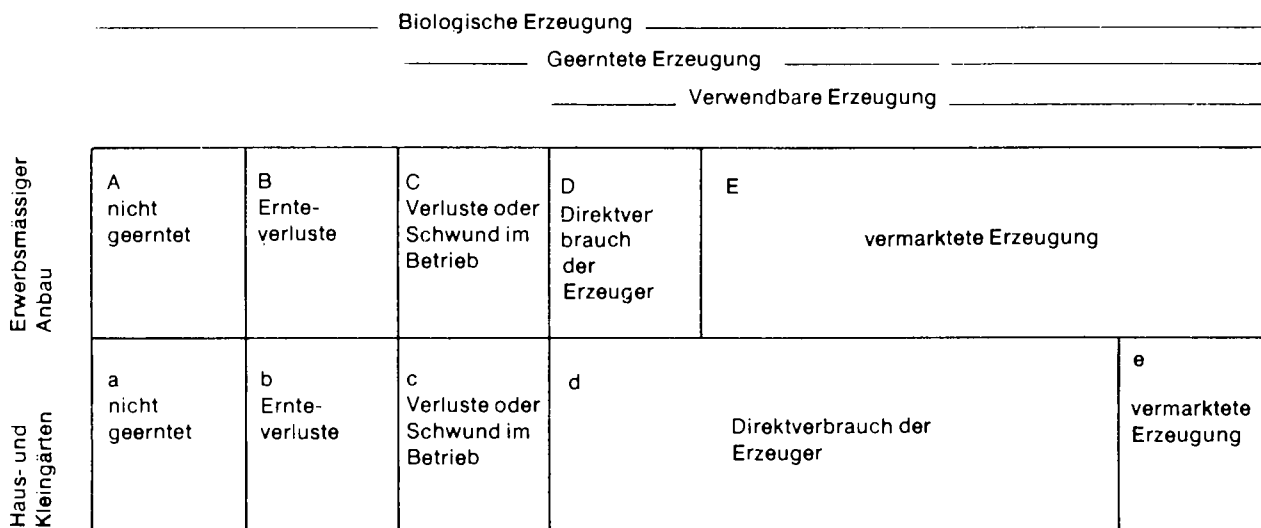 Biologische Erzeugung
Geerntete Erzeugung
Verwendbare Erzeugung
Erwerbsmässiger
Anbau
A
nicht
geerntet
B
Ernte-
verluste
C
Verluste oder
Schwund im
Betrieb
D
Direktver
brauch
der
Erzeuger
E
vermarktete Erzeugung
Haus- und
Kleingärten
a
nicht
geerntet
b
Ernte-
verluste
c
Verluste oder
Schwund im
Betrieb
d
Direktverbrauch der
Erzeuger
e
vermarktete
Erzeugung